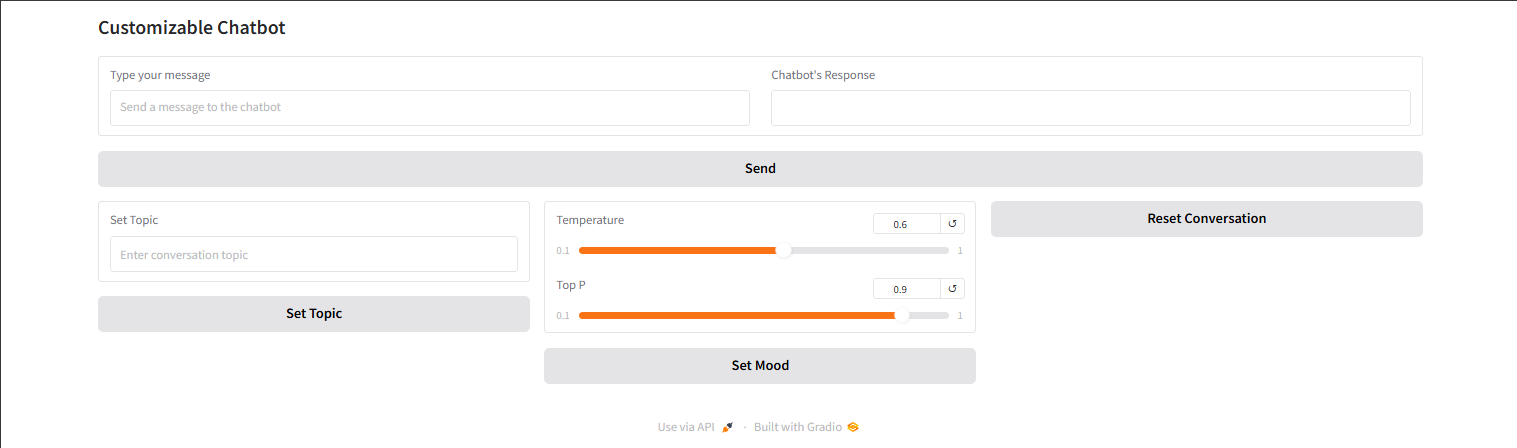 Customizable Chatbot
Type your message
Send a message to the chatbot
Chatbot's Response
Send
Set Topic
Enter conversation topic
Set Topic
Temperature
0.6 ↺
0.1 1
Top P
0.9 ↺
0.1 1
Set Mood
Reset Conversation
Use via API 🚀 · Built with Gradio